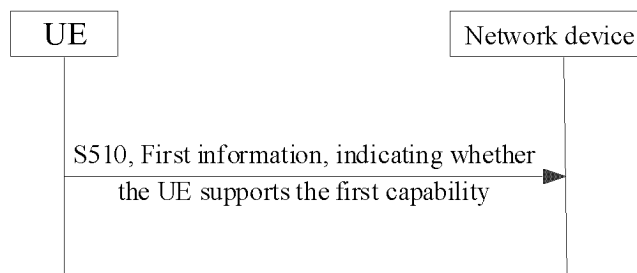 UE
Network device
S510, First information, indicating whether
the UE supports the first capability